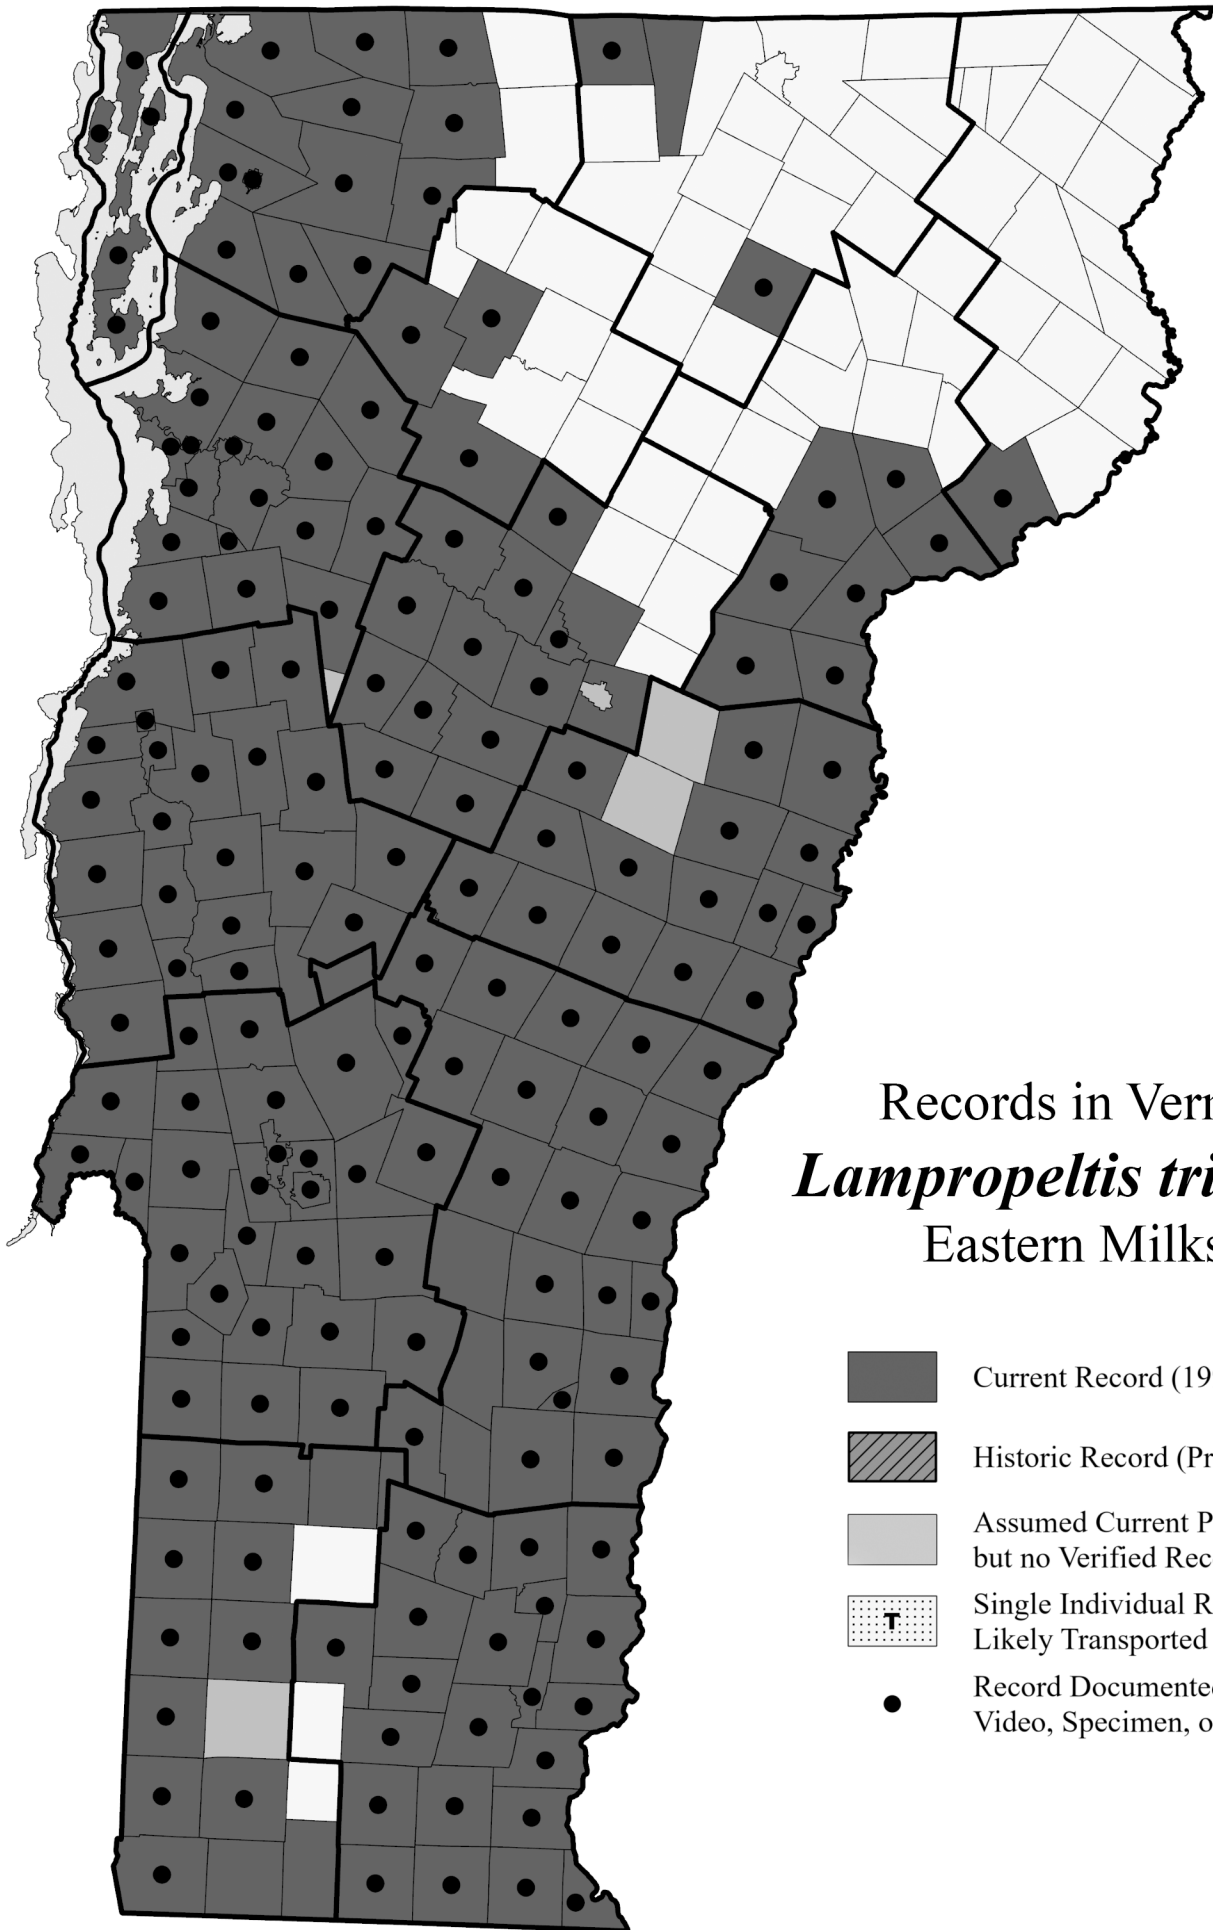 Records in Verr
Lampropeltis tri
Eastern Milks
Current Record (19
Historic Record (Pr
Assumed Current P
but no Verified Rec
T
Single Individual R
Likely Transported
Record Documented
Video, Specimen, o